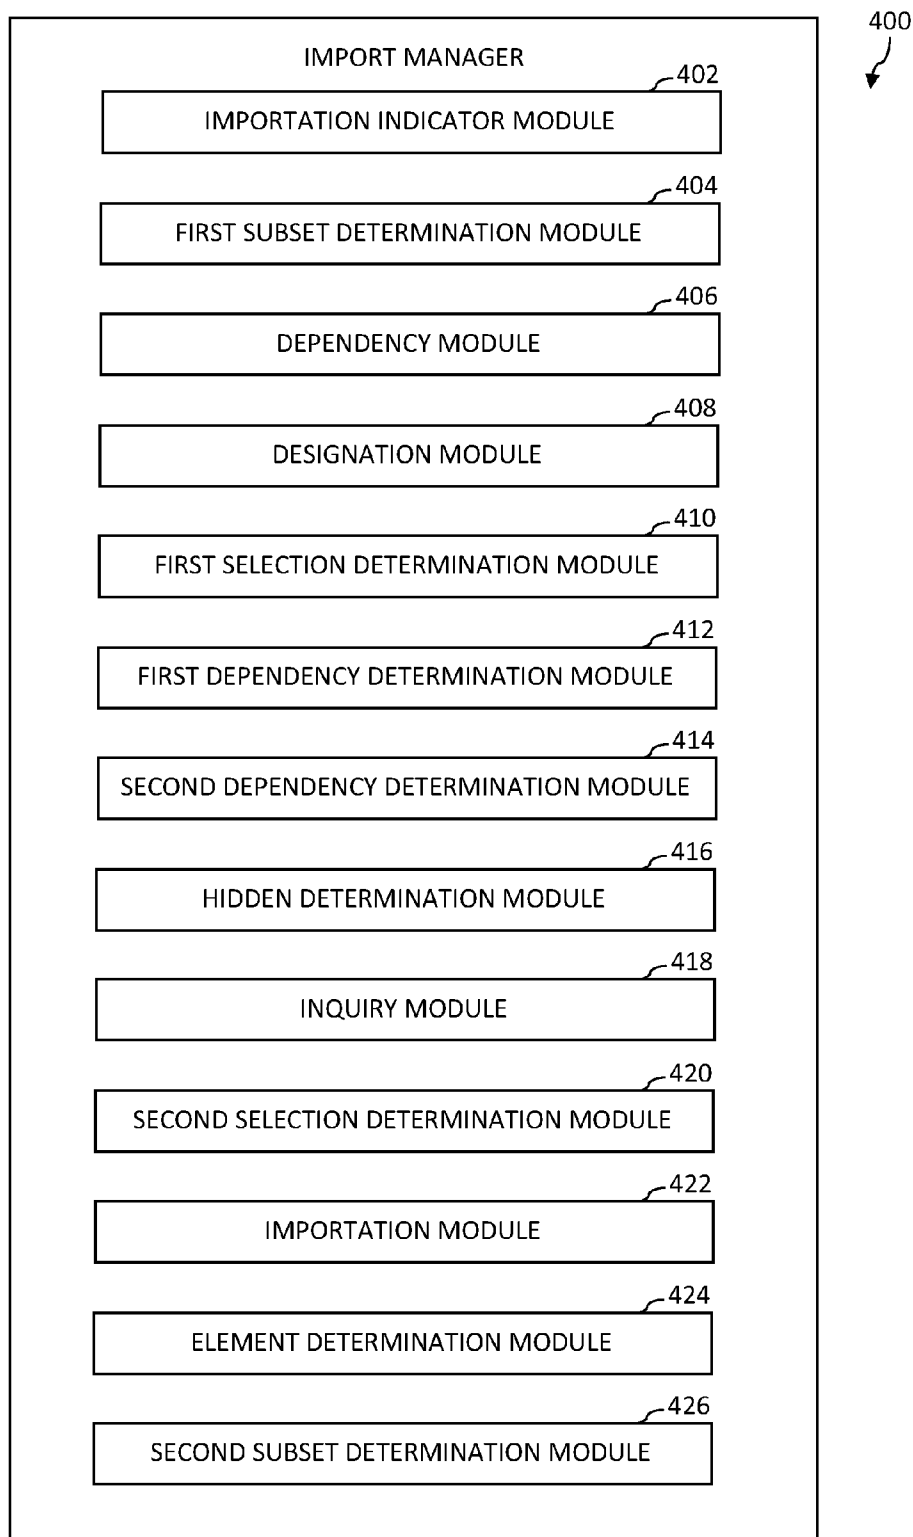 400
IMPORT MANAGER
402
IMPORTATION INDICATOR MODULE
404
FIRST SUBSET DETERMINATION MODULE
406
DEPENDENCY MODULE
408
DESIGNATION MODULE
410
FIRST SELECTION DETERMINATION MODULE
412
FIRST DEPENDENCY DETERMINATION MODULE
414
SECOND DEPENDENCY DETERMINATION MODULE
416
HIDDEN DETERMINATION MODULE
418
INQUIRY MODULE
420
SECOND SELECTION DETERMINATION MODULE
422
IMPORTATION MODULE
424
ELEMENT DETERMINATION MODULE
426
SECOND SUBSET DETERMINATION MODULE